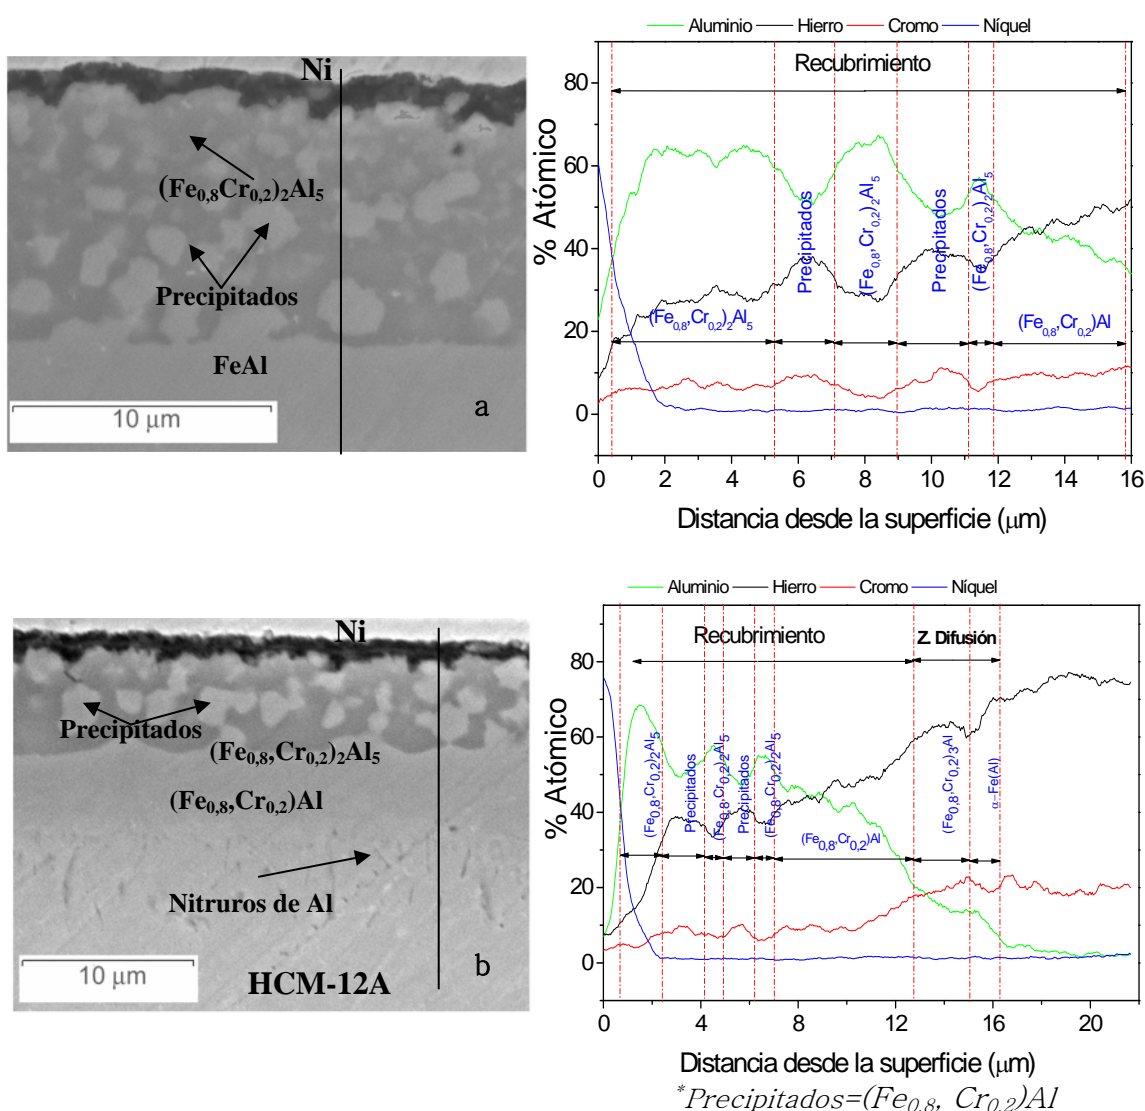 Aluminio Hierro Cromo Níquel
Ni
(Fe0,8Cr0,2)2Al5
Precipitados
FeAl
10 µm
a
Recubrimiento
80
60
40
20
0
% Atómico
(Fe0,8,Cr0,2)2Al5
Precipitados
(Fe0,8,Cr0,2)2Al5
Precipitados
(Fe0,8,Cr0,2)2Al5
(Fe0,8,Cr0,2)Al
0 2 4 6 8 10 12 14 16
Distancia desde la superficie (µm)
Aluminio Hierro Cromo Níquel
Ni
Precipitados
(Fe0,8,Cr0,2)2Al5
(Fe0,8,Cr0,2)Al
Nitruros de Al
10 µm
b
HCM-12A
Recubrimiento
Z. Difusión
80
60
40
20
0
% Atómico
(Fe0,8,Cr0,2)2Al5
Precipitados
(Fe0,8,Cr0,2)2Al5
Precipitados
(Fe0,8,Cr0,2)2Al5
(Fe0,8,Cr0,2)Al
(Fe0,8,Cr0,2)3Al
α–Fe(Al)
0 4 8 12 16 20
Distancia desde la superficie (µm)
*Precipitados=(Fe0,8, Cr0,2)Al